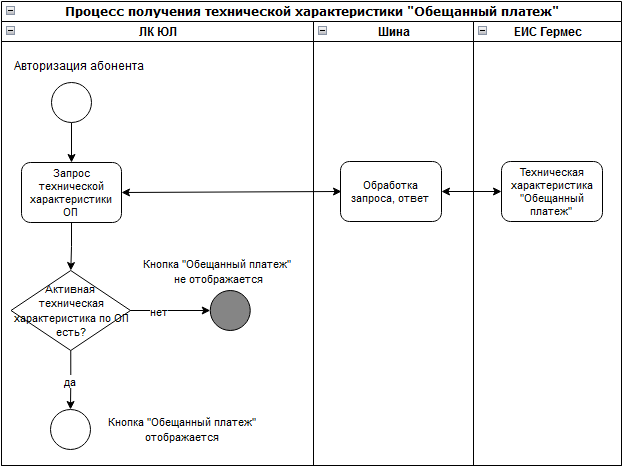 Процесс получения технической характеристики "Обещанный платеж"
ЛК ЮЛ
Шина
ЕИС Гермес
Авторизация абонента
Запрос
технической
характеристики
ОП
Обработка
запроса, ответ
Техническая
характеристика
"Обещанный
платеж"
Кнопка "Обещанный платеж"
не отображается
Активная
техническая
характеристика по ОП
есть?
нет
да
Кнопка "Обещанный платеж"
отображается